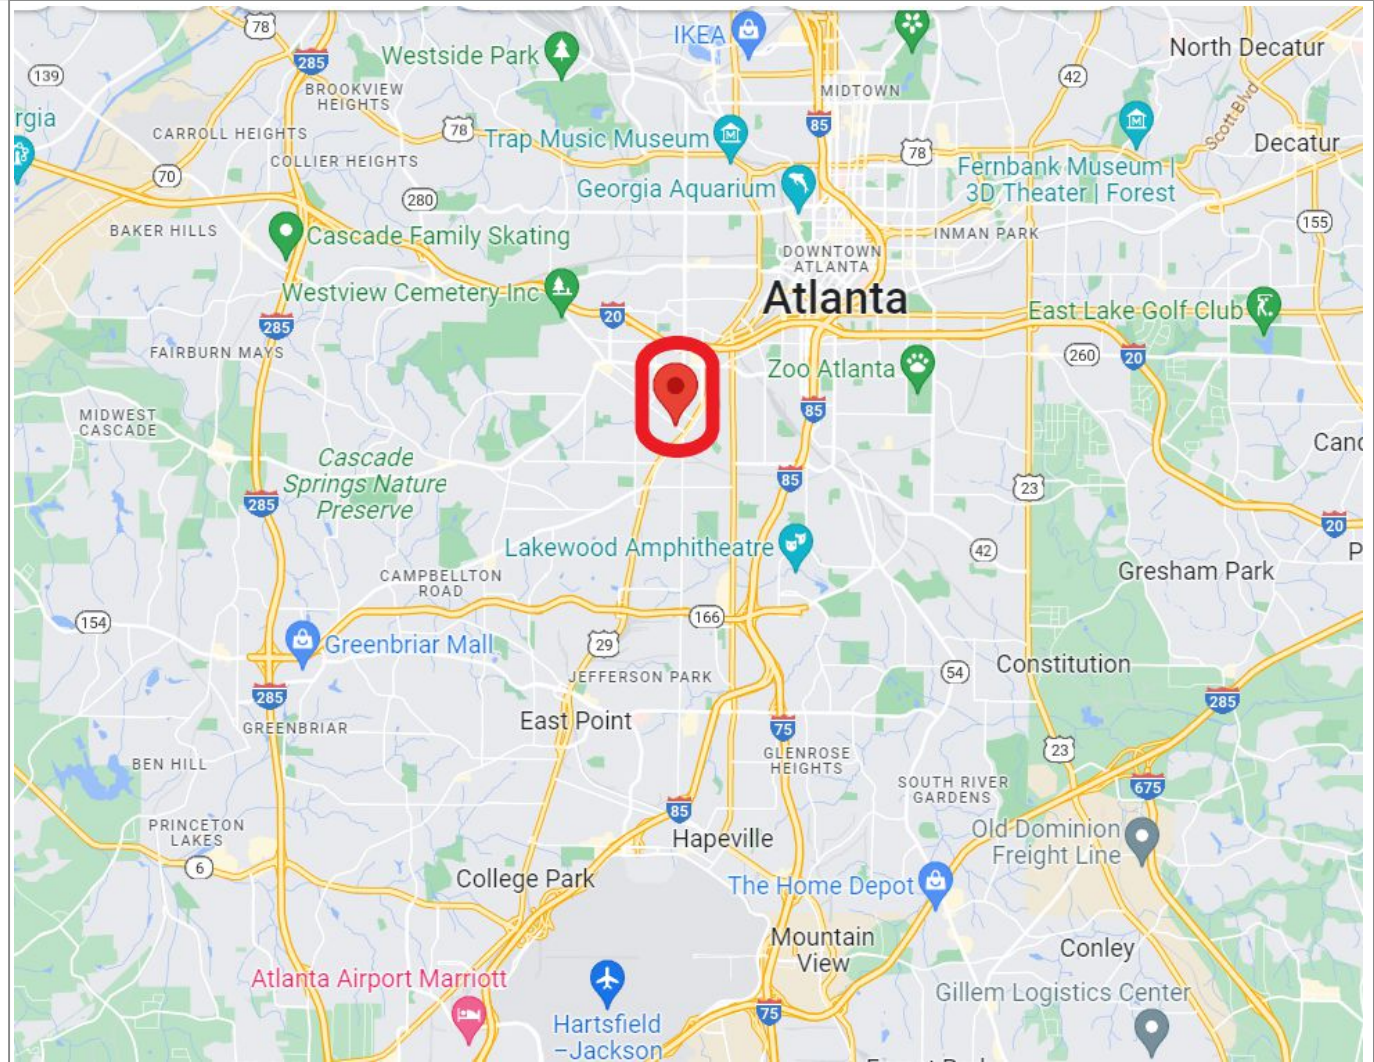 78
IKEA
North Decatur
Westside Park
285
139
42
BROOKVIEW
HEIGHTS
MIDTOWN
rgia
78
85
Scott Blvd
CARROLL HEIGHTS
Trap Music Museum
78
Decatur
COLLIER HEIGHTS
Fernbank Museum |
3D Theater | Forest
70
Georgia Aquarium
280
155
BAKER HILLS
Cascade Family Skating
INMAN PARK
DOWNTOWN
ATLANTA
Westview Cemetery Inc
Atlanta
East Lake Golf Club
20
285
FAIRBURN MAYS
Zoo Atlanta
260
20
MIDWEST
CASCADE
85
Cascade
Springs Nature
Preserve
Canc
85
23
285
20
Lakewood Amphitheatre
42
P
CAMPBELLTON
ROAD
Gresham Park
154
166
Greenbriar Mall
29
JEFFERSON PARK
54
Constitution
285
285
East Point
GREENBRIAR
75
GLENROSE
HEIGHTS
23
BEN HILL
SOUTH RIVER
GARDENS
675
85
PRINCETON
LAKES
Hapeville
Old Dominion
Freight Line
6
College Park
The Home Depot
Mountain
View
Conley
Atlanta Airport Marriott
Gillem Logistics Center
75
Hartsfield
–Jackson